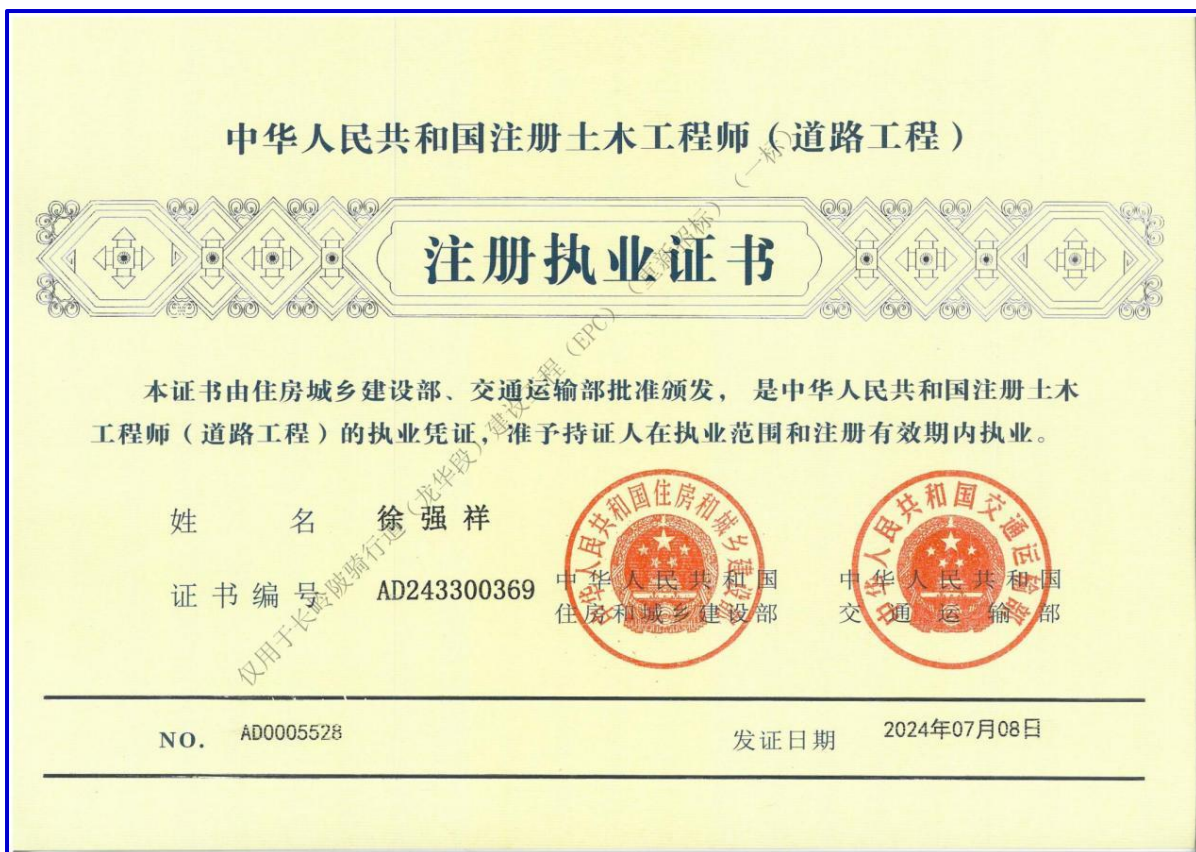 中华人民共和国注册土木工程师（道路工程）
注册执业证书
本证书由住房城乡建设部、交通运输部批准颁发， 是中华人民共和国注册土木
工程师（道路工程）的执业凭证，准予持证人在执业范围和注册有效期内执业。
姓 名 徐强祥
证书编号 AD243300369
中华人民共和国
住房和城乡建设部
中华人民共和国
交通运输部
中华人民共和国住房和城乡建设部
中华人民共和国交通运输部
NO. AD0005528
发证日期 2024年07月08日
仅用于长岭陂骑行道（龙华段）建设工程（EPC）（ 招标）（一标）